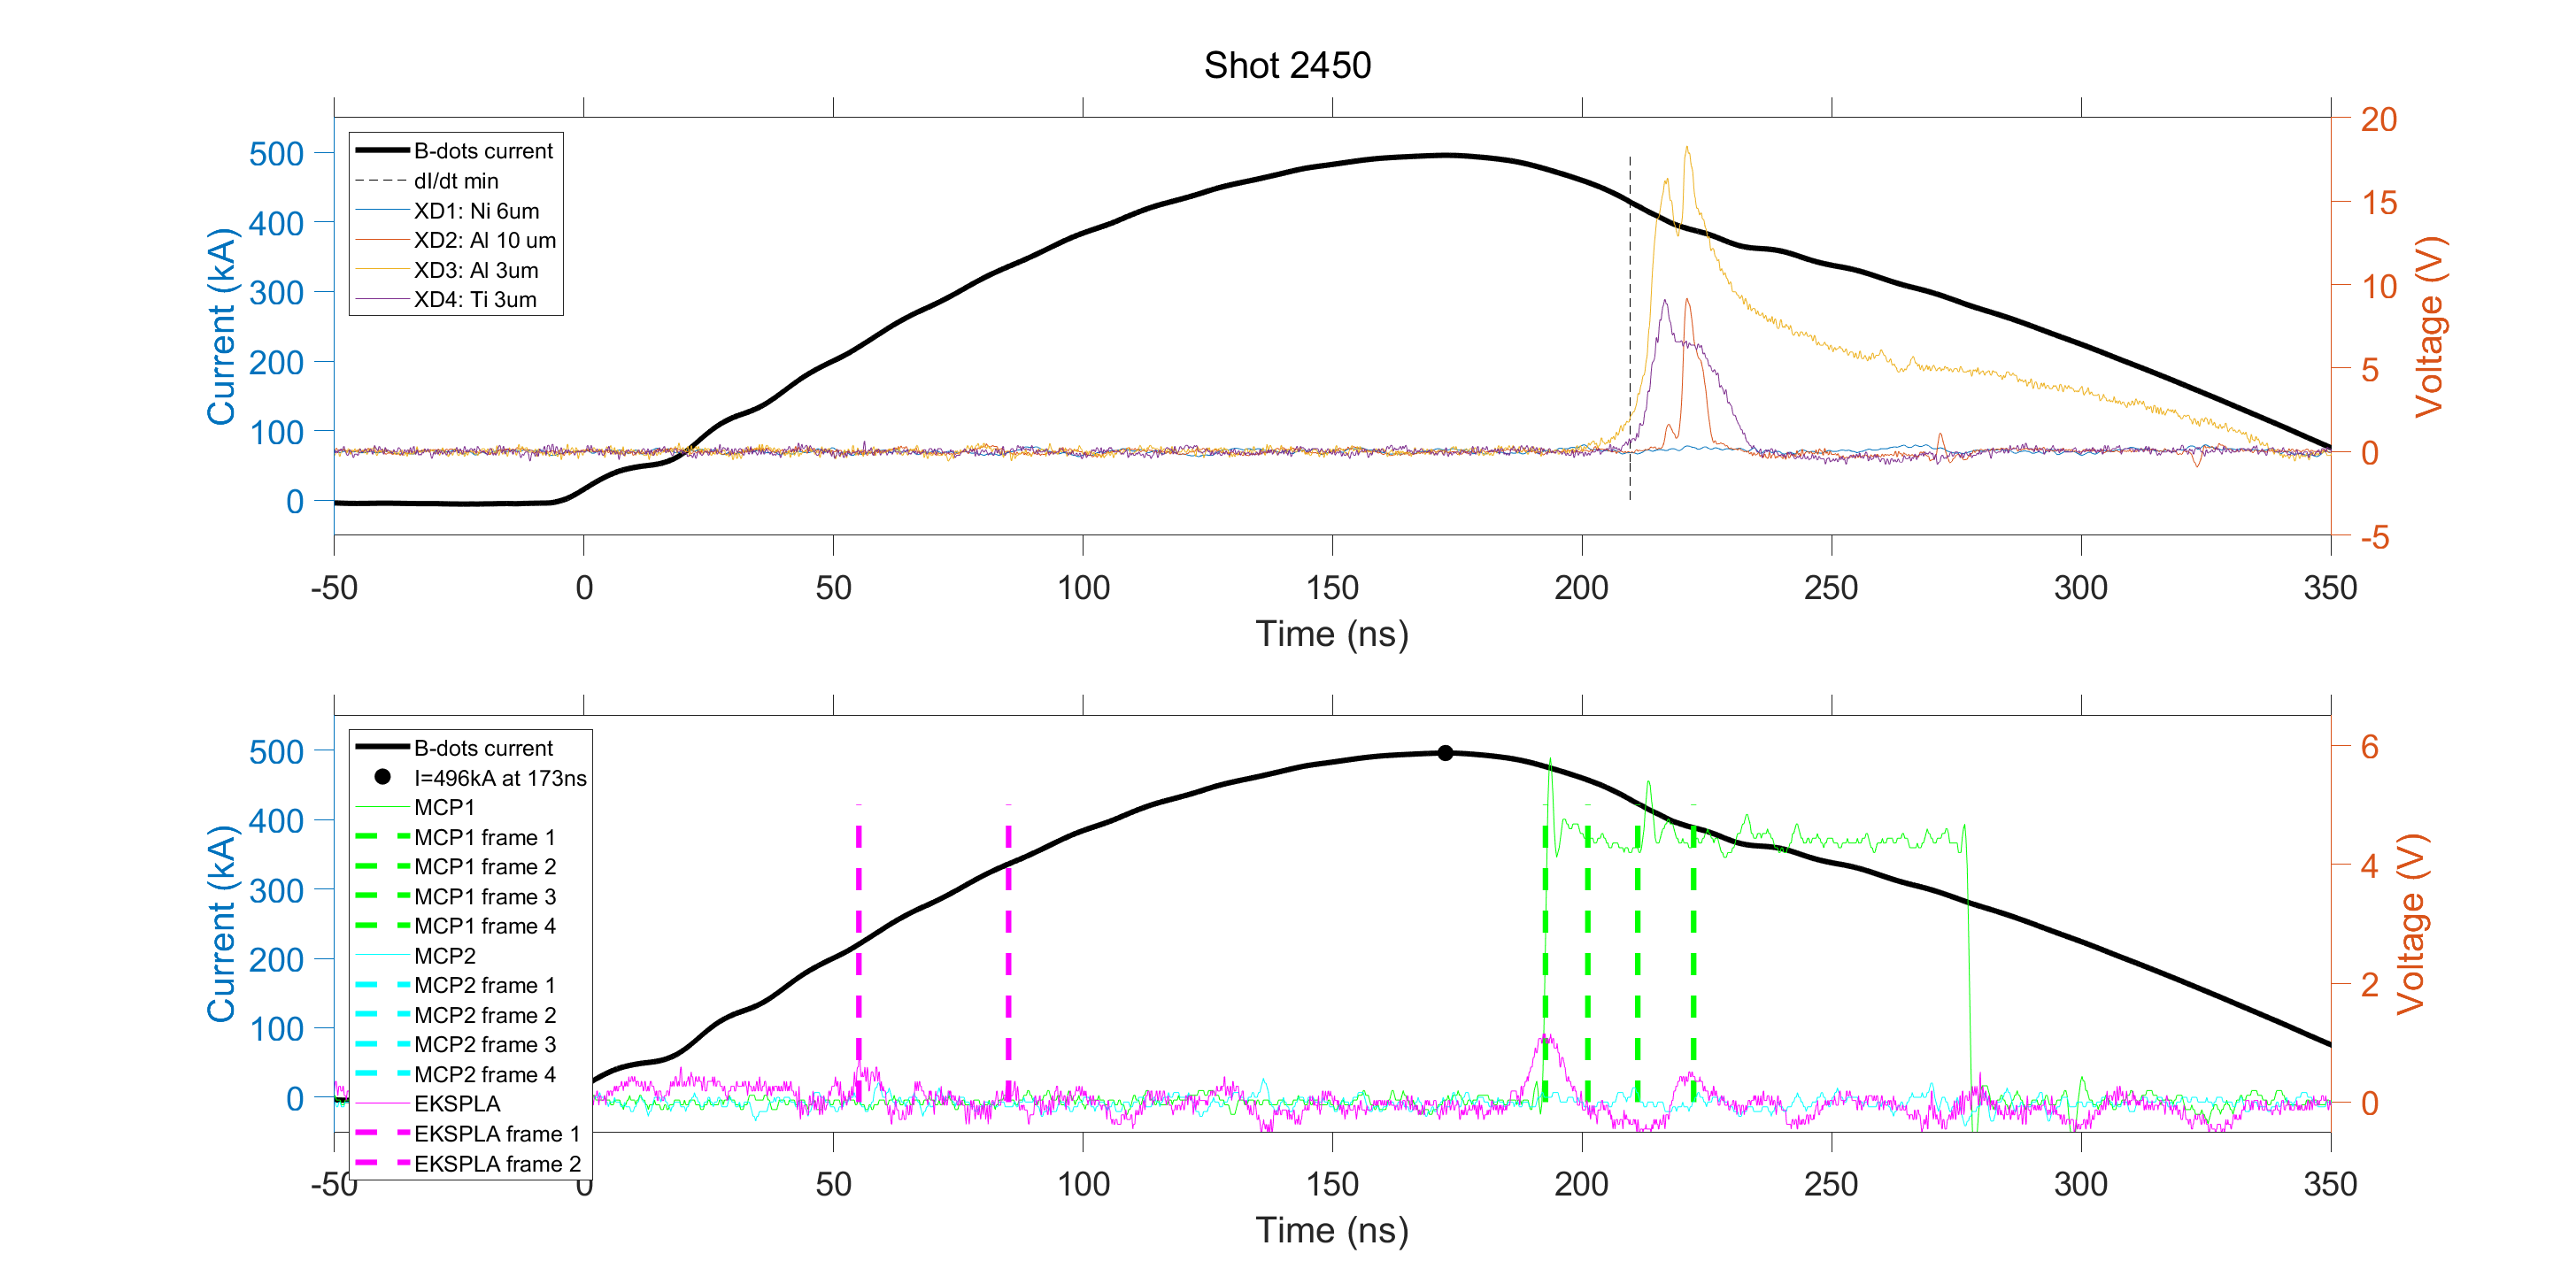 Shot 2450
500
400
300
200
100
0
Current (kA)
B-dots current
dI/dt min
XD1: Ni 6um
XD2: Al 10 um
XD3: Al 3um
XD4: Ti 3um
20
15
10
5
0
-5
Voltage (V)
-50 0 50 100 150 200 250 300 350
Time (ns)
500
400
300
200
100
0
Current (kA)
B-dots current
I=496kA at 173ns
MCP1
MCP1 frame 1
MCP1 frame 2
MCP1 frame 3
MCP1 frame 4
MCP2
MCP2 frame 1
MCP2 frame 2
MCP2 frame 3
MCP2 frame 4
EKSPLA
EKSPLA frame 1
EKSPLA frame 2
6
4
2
0
Voltage (V)
-50 0 50 100 150 200 250 300 350
Time (ns)